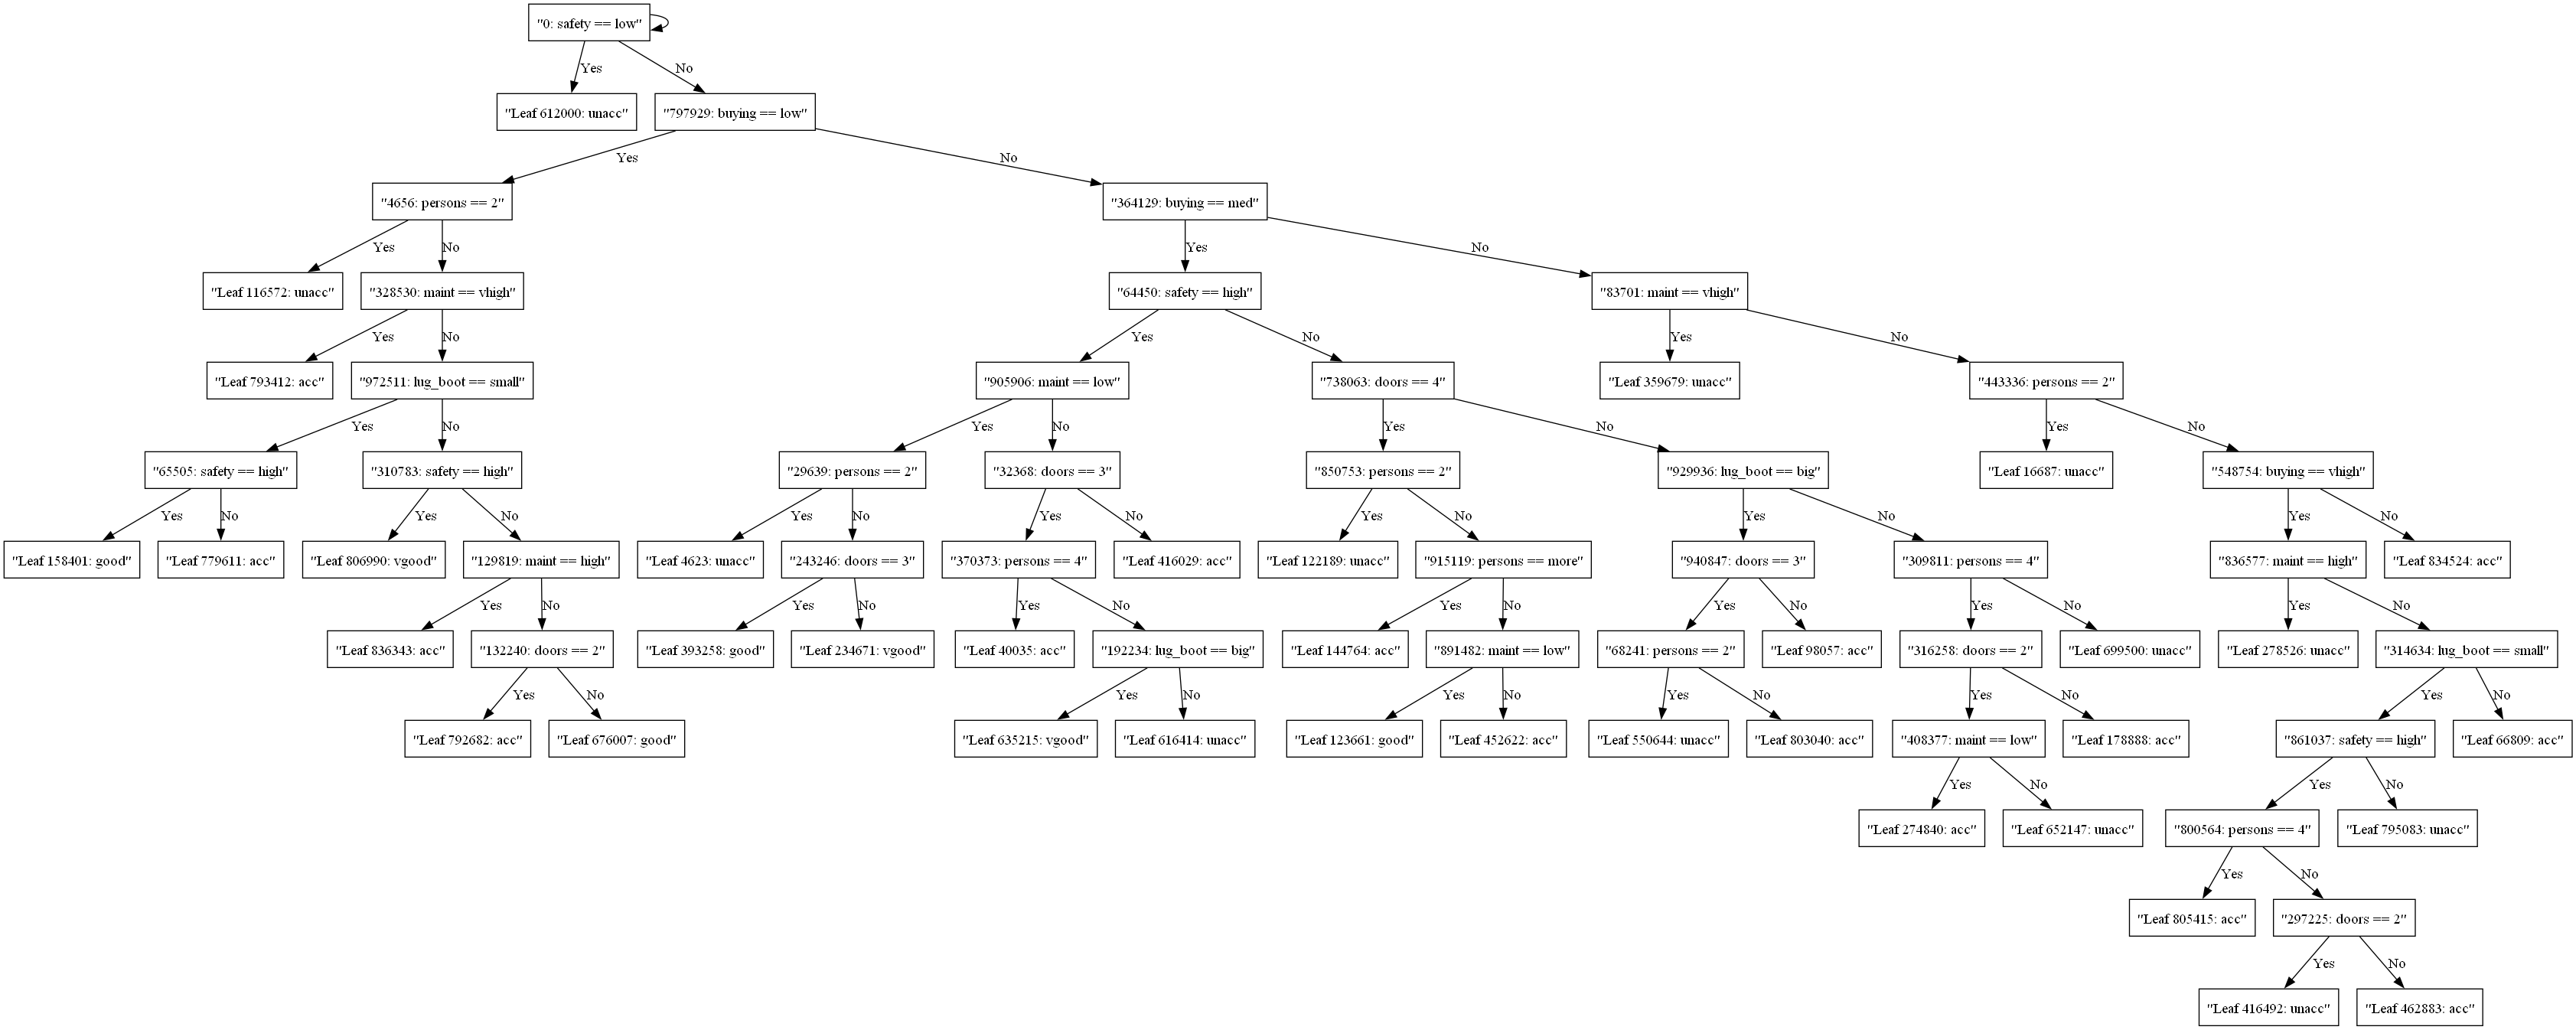 "0: safety == low"
Yes
No
"Leaf 612000: unacc"
"797929: buying == low"
Yes
No
"4656: persons == 2"
"364129: buying == med"
Yes
No
Yes
No
"Leaf 116572: unacc"
"328530: maint == vhigh"
"64450: safety == high"
"83701: maint == vhigh"
Yes
No
Yes
No
Yes
No
"Leaf 793412: acc"
"972511: lug_boot == small"
"905906: maint == low"
"738063: doors == 4"
"Leaf 359679: unacc"
"443336: persons == 2"
Yes
No
Yes
No
Yes
No
Yes
No
"65505: safety == high"
"310783: safety == high"
"29639: persons == 2"
"32368: doors == 3"
"850753: persons == 2"
"929936: lug_boot == big"
"Leaf 16687: unacc"
"548754: buying == vhigh"
Yes
No
Yes
No
Yes
No
Yes
No
Yes
No
Yes
No
Yes
No
"Leaf 158401: good"
"Leaf 779611: acc"
"Leaf 806990: vgood"
"129819: maint == high"
"Leaf 4623: unacc"
"243246: doors == 3"
"370373: persons == 4"
"Leaf 416029: acc"
"Leaf 122189: unacc"
"915119: persons == more"
"940847: doors == 3"
"309811: persons == 4"
"836577: maint == high"
"Leaf 834524: acc"
Yes
No
Yes
No
Yes
No
Yes
No
Yes
No
Yes
No
Yes
No
"Leaf 836343: acc"
"132240: doors == 2"
"Leaf 393258: good"
"Leaf 234671: vgood"
"Leaf 40035: acc"
"192234: lug_boot == big"
"Leaf 144764: acc"
"891482: maint == low"
"68241: persons == 2"
"Leaf 98057: acc"
"316258: doors == 2"
"Leaf 699500: unacc"
"Leaf 278526: unacc"
"314634: lug_boot == small"
Yes
No
Yes
No
Yes
No
Yes
No
Yes
No
Yes
No
"Leaf 792682: acc"
"Leaf 676007: good"
"Leaf 635215: vgood"
"Leaf 616414: unacc"
"Leaf 123661: good"
"Leaf 452622: acc"
"Leaf 550644: unacc"
"Leaf 803040: acc"
"408377: maint == low"
"Leaf 178888: acc"
"861037: safety == high"
"Leaf 66809: acc"
Yes
No
Yes
No
"Leaf 274840: acc"
"Leaf 652147: unacc"
"800564: persons == 4"
"Leaf 795083: unacc"
Yes
No
"Leaf 805415: acc"
"297225: doors == 2"
Yes
No
"Leaf 416492: unacc"
"Leaf 462883: acc"